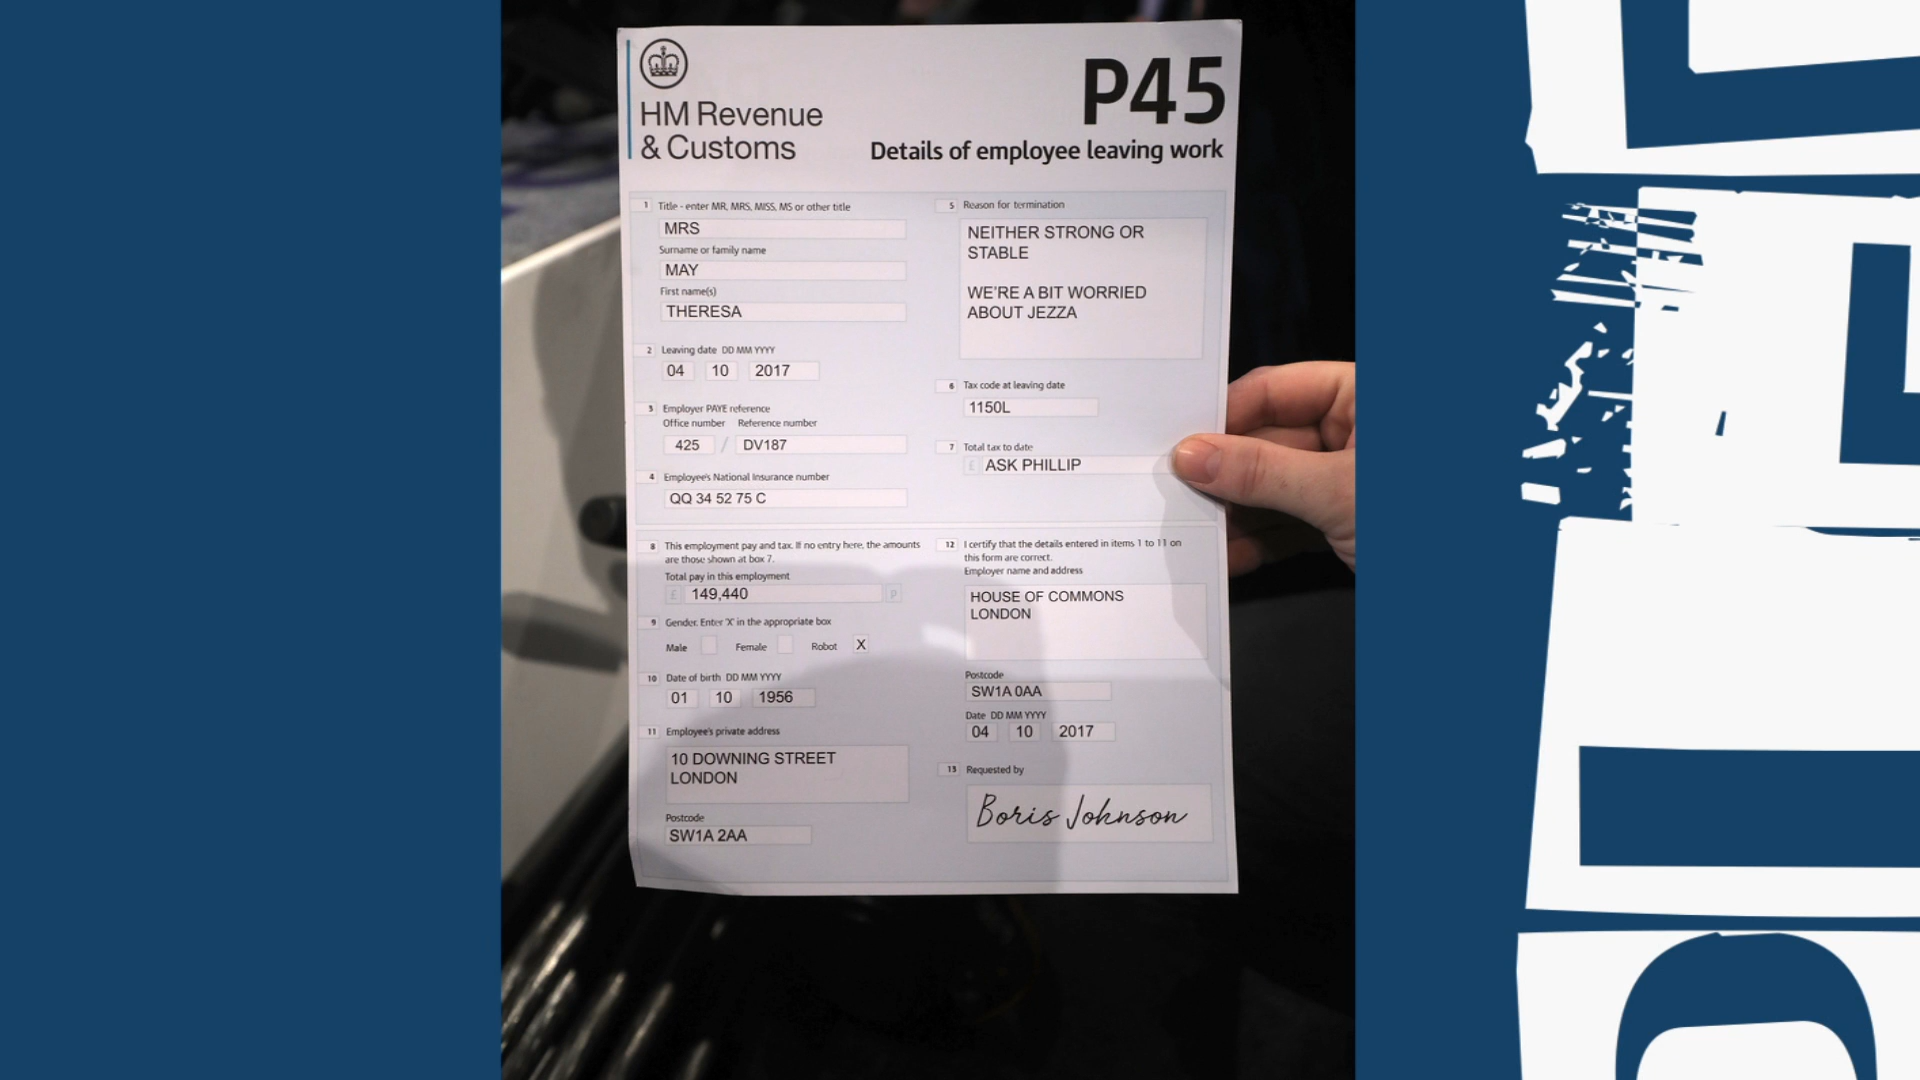 HM Revenue
& Customs
P45
Details of employee leaving work
1 Title - enter MR, MRS, MISS, MS or other title
MRS
Surname or family name
MAY
First name(s)
THERESA
2 Leaving date DD MM YYYY
04 10 2017
3 Employer PAYE reference
Office number Reference number
425 / DV187
4 Employee's National Insurance number
QQ 34 52 75 C
5 Reason for termination
NEITHER STRONG OR
STABLE
WE'RE A BIT WORRIED
ABOUT JEZZA
6 Tax code at leaving date
1150L
7 Total tax to date
£ ASK PHILLIP
8 This employment pay and tax. If no entry here, the amounts
are those shown at box 7.
Total pay in this employment
£ 149,440 p
9 Gender. Enter 'X' in the appropriate box
Male Female Robot X
10 Date of birth DD MM YYYY
01 10 1956
11 Employee's private address
10 DOWNING STREET
LONDON
Postcode
SW1A 2AA
12 I certify that the details entered in items 1 to 11 on
this form are correct.
Employer name and address
HOUSE OF COMMONS
LONDON
Postcode
SW1A 0AA
Date DD MM YYYY
04 10 2017
13 Requested by
Boris Johnson